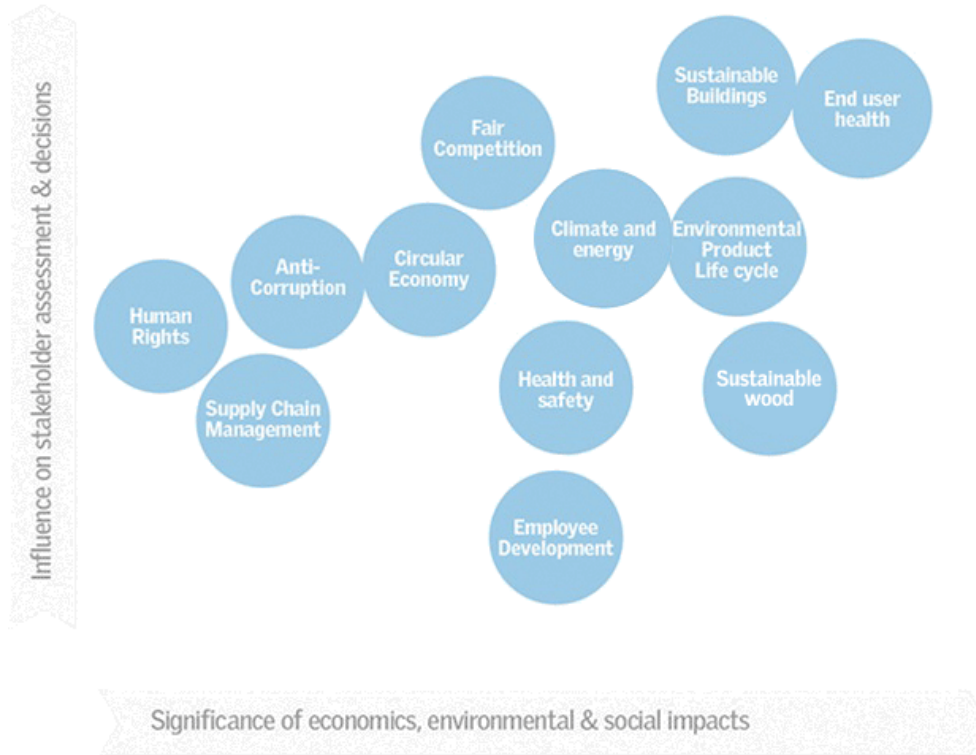 Influence on stakeholder assessment & decisions
Sustainable
Buildings
End user
health
Fair
Competition
Climate and
energy
Environmental
Product
Life cycle
Circular
Economy
Anti-
Corruption
Human
Rights
Supply Chain
Management
Health and
safety
Sustainable
wood
Employee
Development
Significance of economics, environmental & social impacts